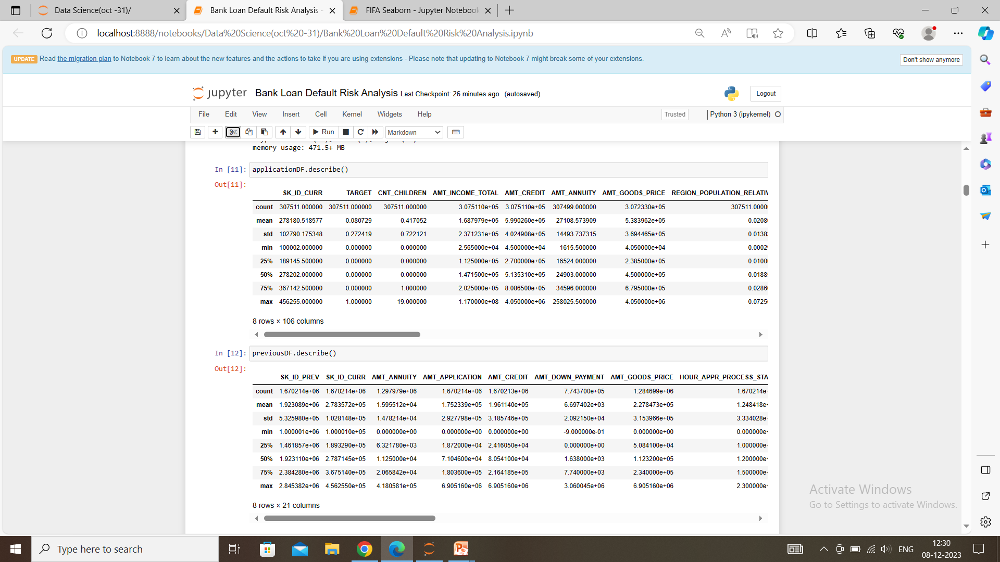 Data Science(oct -31)/
Bank Loan Default Risk Analysis -
FIFA Seaborn - Jupyter Notebook
localhost:8888/notebooks/Data%20Science(oct%20-31)/Bank%20Loan%20Default%20Risk%20Analysis.ipynb
UPDATE Read the migration plan to Notebook 7 to learn about the new features and the actions to take if you are using extensions - Please note that updating to Notebook 7 might break some of your extensions.
Don't show anymore
jupyter Bank Loan Default Risk Analysis Last Checkpoint: 26 minutes ago (autosaved)
Logout
File Edit View Insert Cell Kernel Widgets Help
Trusted
Python 3 (ipykernel)
Run
Markdown
memory usage: 471.5+ MB
In [11]: applicationDF.describe()
Out[11]:
SK_ID_CURR TARGET CNT_CHILDREN AMT_INCOME_TOTAL AMT_CREDIT AMT_ANNUITY AMT_GOODS_PRICE REGION_POPULATION_RELATIV
count 307511.000000 307511.000000 307511.000000 3.075110e+05 3.075110e+05 307499.000000 3.072330e+05 307511.0000
mean 278180.518577 0.080729 0.417052 1.687979e+05 5.990260e+05 27108.573909 5.383962e+05 0.0208
std 102790.175348 0.272419 0.722121 2.371231e+05 4.024908e+05 14493.737315 3.694465e+05 0.0138
min 100002.000000 0.000000 0.000000 2.565000e+04 4.500000e+04 1615.500000 4.050000e+04 0.0002
25% 189145.500000 0.000000 0.000000 1.125000e+05 2.700000e+05 16524.000000 2.385000e+05 0.0100
50% 278202.000000 0.000000 0.000000 1.471500e+05 5.135310e+05 24903.000000 4.500000e+05 0.0188
75% 367142.500000 0.000000 1.000000 2.025000e+05 8.086500e+05 34596.000000 6.795000e+05 0.0286
max 456255.000000 1.000000 19.000000 1.170000e+08 4.050000e+06 258025.500000 4.050000e+06 0.0725
8 rows × 106 columns
In [12]: previousDF.describe()
Out[12]:
SK_ID_PREV SK_ID_CURR AMT_ANNUITY AMT_APPLICATION AMT_CREDIT AMT_DOWN_PAYMENT AMT_GOODS_PRICE HOUR_APPR_PROCESS_STA
count 1.670214e+06 1.670214e+06 1.297979e+06 1.670214e+06 1.670213e+06 7.743700e+05 1.284699e+06 1.670214e+
mean 1.923089e+06 2.783572e+05 1.595512e+04 1.752339e+05 1.961140e+05 6.697402e+03 2.278473e+05 1.248418e+
std 5.325980e+05 1.028148e+05 1.478214e+04 2.927798e+05 3.185746e+05 2.092150e+04 3.153966e+05 3.334028e+
min 1.000001e+06 1.000010e+05 0.000000e+00 0.000000e+00 0.000000e+00 -9.000000e-01 0.000000e+00 0.000000e+
25% 1.461857e+06 1.893290e+05 6.321780e+03 1.872000e+04 2.416050e+04 0.000000e+00 5.084100e+04 1.000000e+
50% 1.923110e+06 2.787145e+05 1.125000e+04 7.104600e+04 8.054100e+04 1.638000e+03 1.123200e+05 1.200000e+
75% 2.384280e+06 3.675140e+05 2.065842e+04 1.803600e+05 2.164185e+05 7.740000e+03 2.340000e+05 1.500000e+
max 2.845382e+06 4.562550e+05 4.180581e+05 6.905160e+06 6.905160e+06 3.060045e+06 6.905160e+06 2.300000e+
8 rows × 21 columns
Activate Windows
Go to Settings to activate Windows.
Type here to search
ENG
12:30
08-12-2023